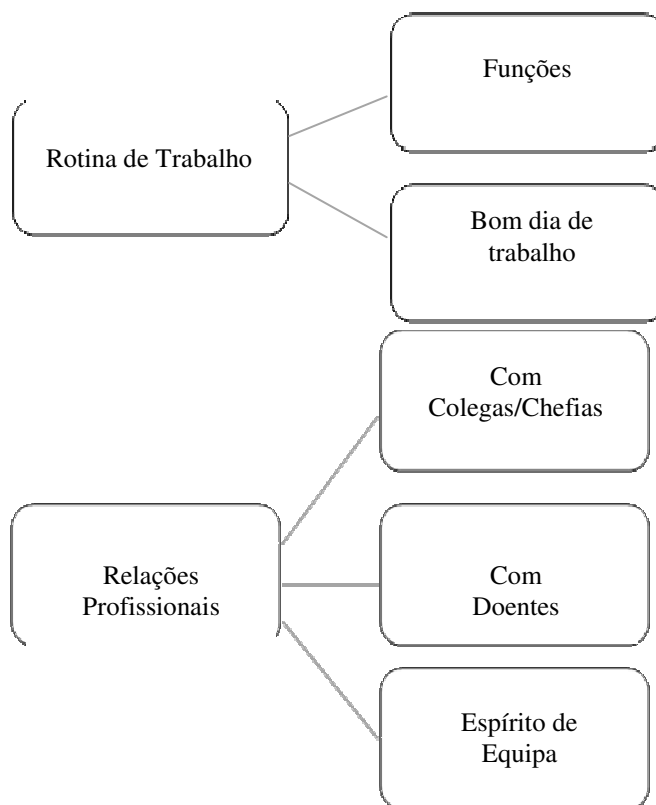 Funções
Rotina de Trabalho
Bom dia de
trabalho
Com
Colegas/Chefias
Relações
Profissionais
Com
Doentes
Espírito de
Equipa